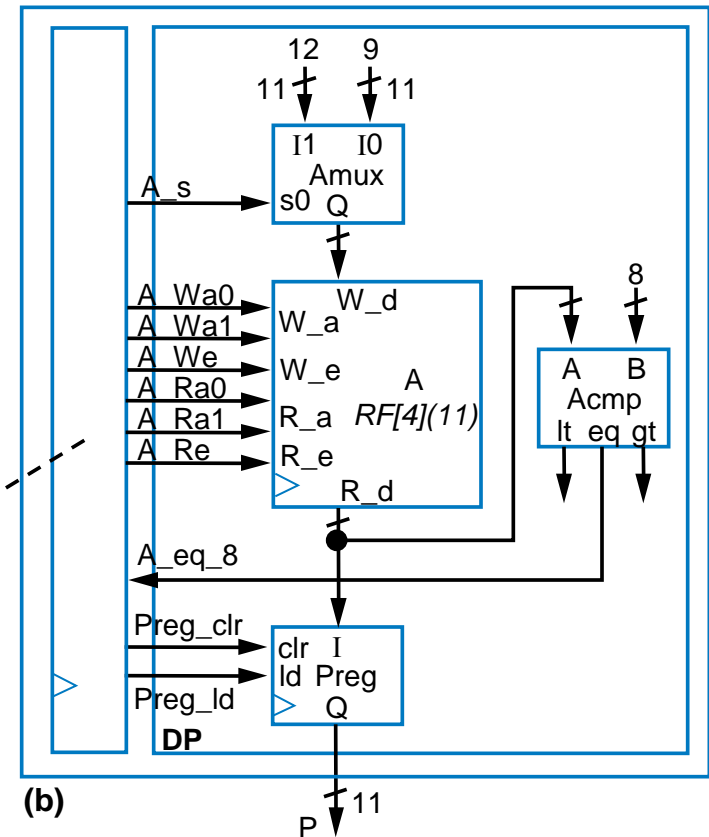 12 9
11 11
I1 I0
Amux
A_s
s0 Q
8
A_Wa0
W_d
A_Wa1
W_a
A_We
W_e
A
A B
A_Ra0
Acmp
RF[4](11)
A_Ra1
R_a
lt eq gt
A_Re
R_e
R_d
A_eq_8
Preg_clr
clr I
ld Preg
Preg_ld
Q
DP
(b)
11
P